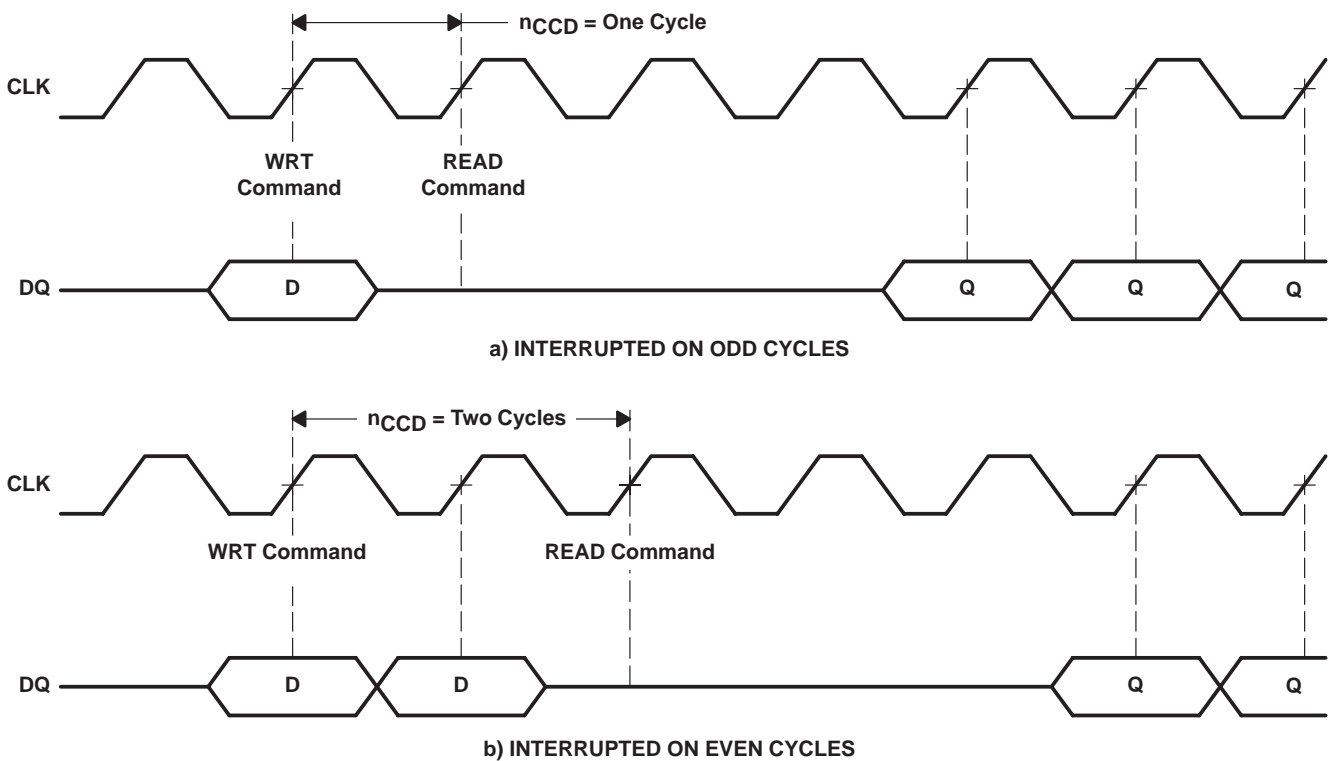 nCCD = One Cycle
CLK
WRT
Command
READ
Command
DQ
D
Q
Q
Q
a) INTERRUPTED ON ODD CYCLES
nCCD = Two Cycles
CLK
WRT Command
READ Command
DQ
D
D
Q
Q
b) INTERRUPTED ON EVEN CYCLES